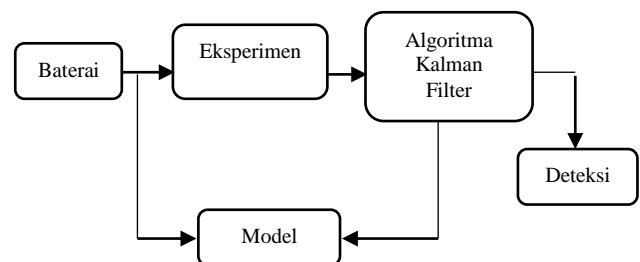 Baterai
Eksperimen
Algoritma
Kalman
Filter
Deteksi
Model